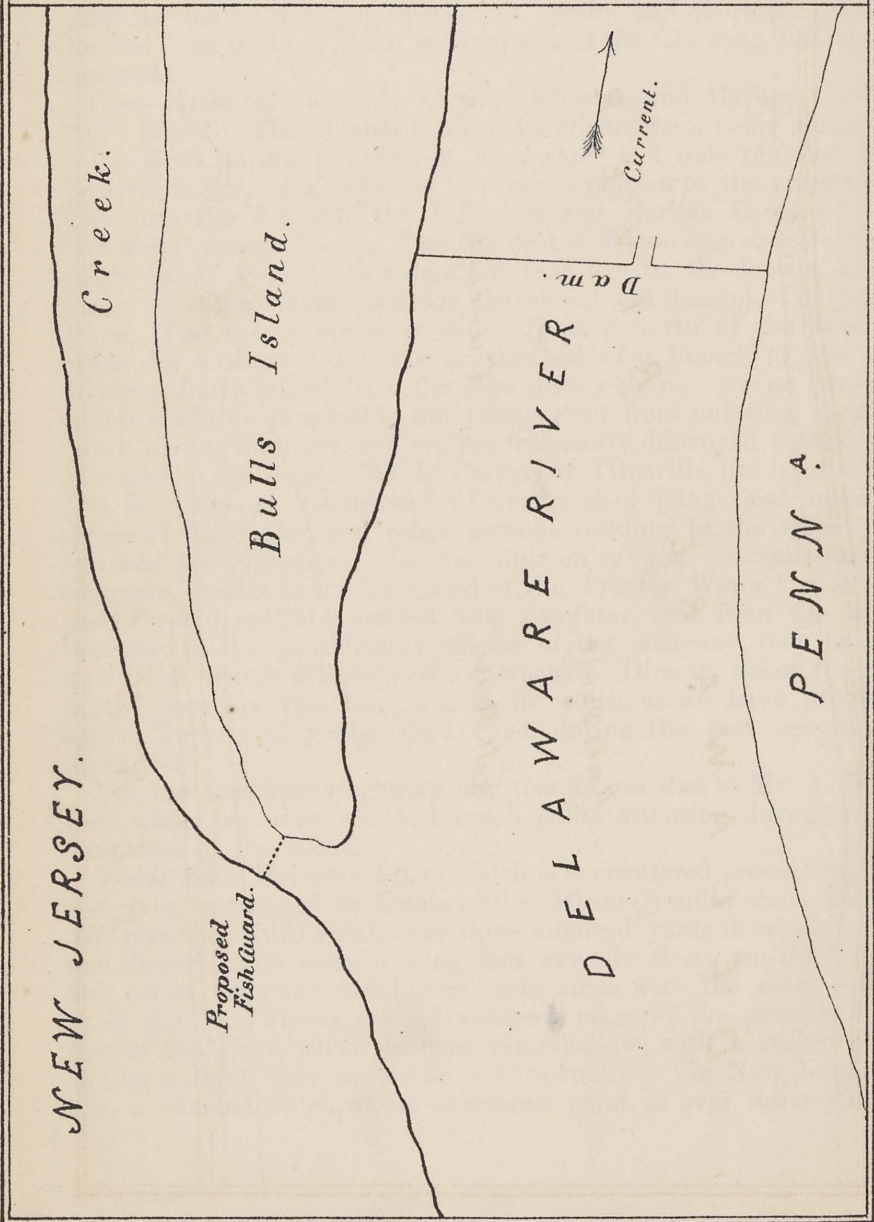 NEW JERSEY.
Creek.
Bulls Island.
Proposed
Fish Guard.
Current.
Dam.
DELAWARE RIVER
PENNA.